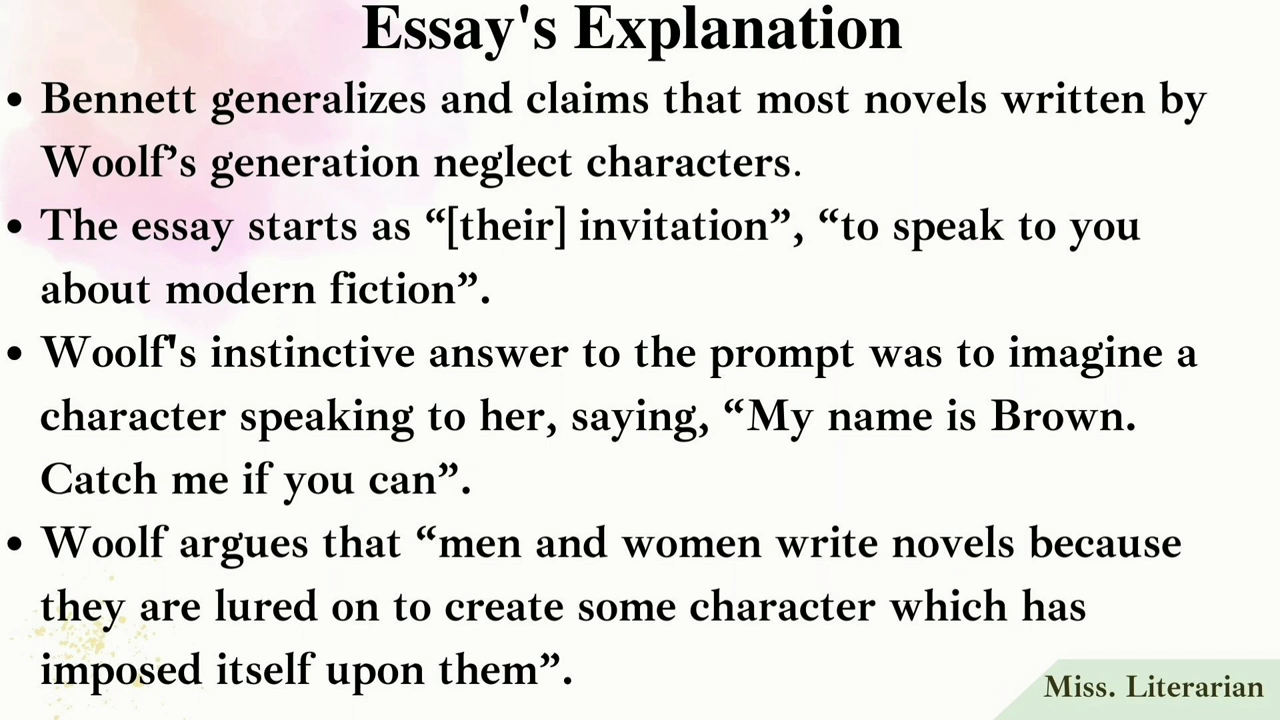 Essay's Explanation
• Bennett generalizes and claims that most novels written by
Woolf’s generation neglect characters.
• The essay starts as “[their] invitation”, “to speak to you
about modern fiction”.
• Woolf's instinctive answer to the prompt was to imagine a
character speaking to her, saying, “My name is Brown.
Catch me if you can”.
• Woolf argues that “men and women write novels because
they are lured on to create some character which has
imposed itself upon them”.
Miss. Literarian